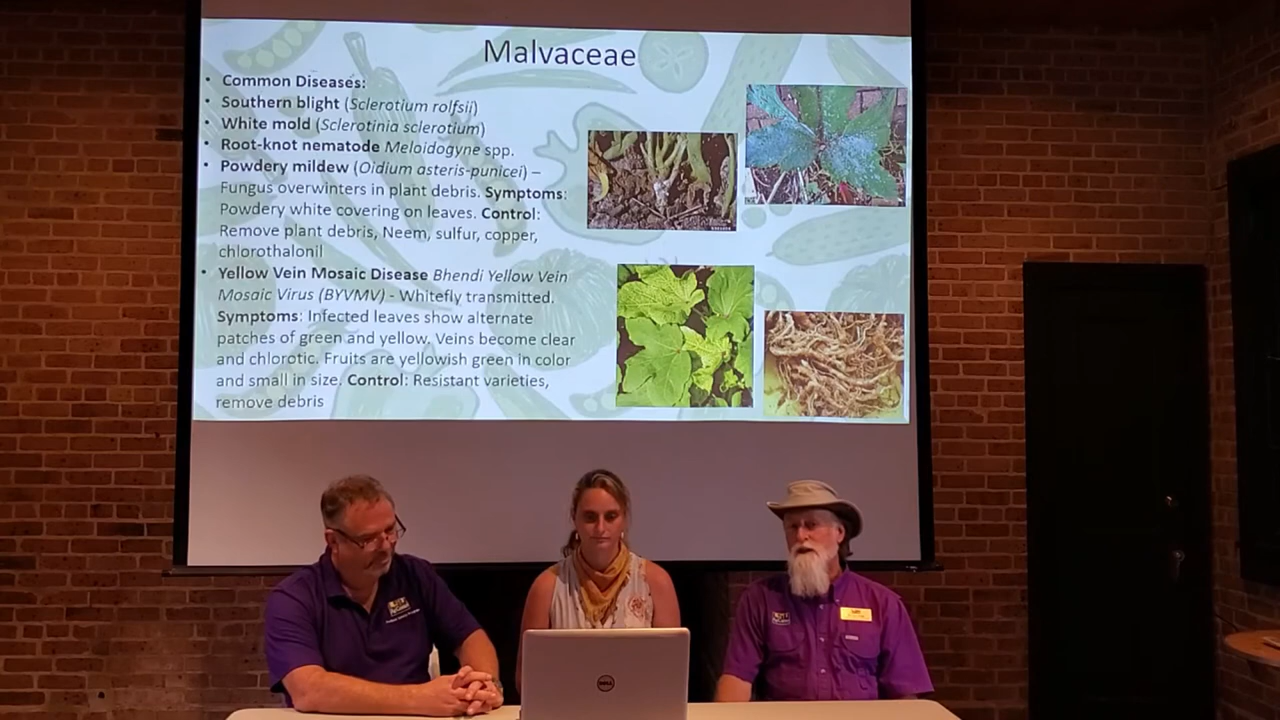 Malvaceae
• Common Diseases:
• Southern blight (Sclerotium rolfsii)
• White mold (Sclerotinia sclerotium)
• Root-knot nematode Meloidogyne spp.
• Powdery mildew (Oidium asteris-punicei) –
Fungus overwinters in plant debris. Symptoms:
Powdery white covering on leaves. Control:
Remove plant debris, Neem, sulfur, copper,
chlorothalonil
• Yellow Vein Mosaic Disease Bhendi Yellow Vein
Mosaic Virus (BYVMV) - Whitefly transmitted.
Symptoms: Infected leaves show alternate
patches of green and yellow. Veins become clear
and chlorotic. Fruits are yellowish green in color
and small in size. Control: Resistant varieties,
remove debris
LSU
DELL